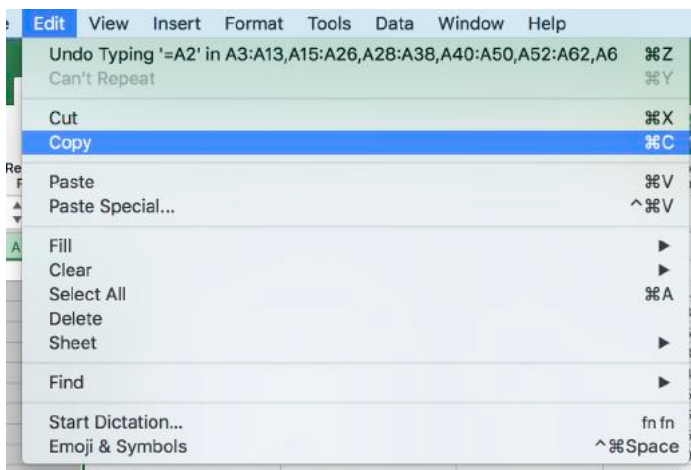 Edit View Insert Format Tools Data Window Help
Undo Typing '=A2' in A3:A13,A15:A26,A28:A38,A40:A50,A52:A62,A6 ⌘Z
Can't Repeat ⌘Y
Cut ⌘X
Copy ⌘C
Re
Paste ⌘V
Paste Special... ^⌘V
A
Fill ▶
Clear ▶
Select All ⌘A
Delete
Sheet ▶
Find ▶
Start Dictation... fn fn
Emoji & Symbols ^⌘Space